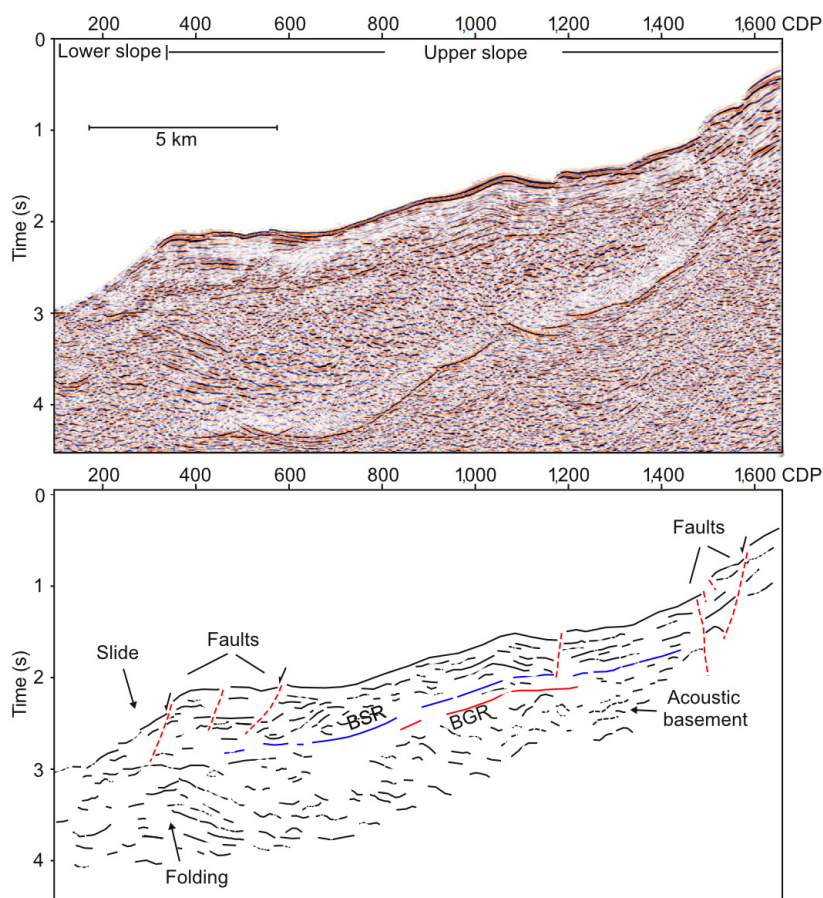 200 400 600 800 1,000 1,200 1,400 1,600 CDP
0
Lower slope
Upper slope
5 km
1
2
3
4
Time (s)
200 400 600 800 1,000 1,200 1,400 1,600 CDP
0
Faults
1
Slide
Faults
2
Time (s)
BSR
BGR
Acoustic
basement
3
4
Folding